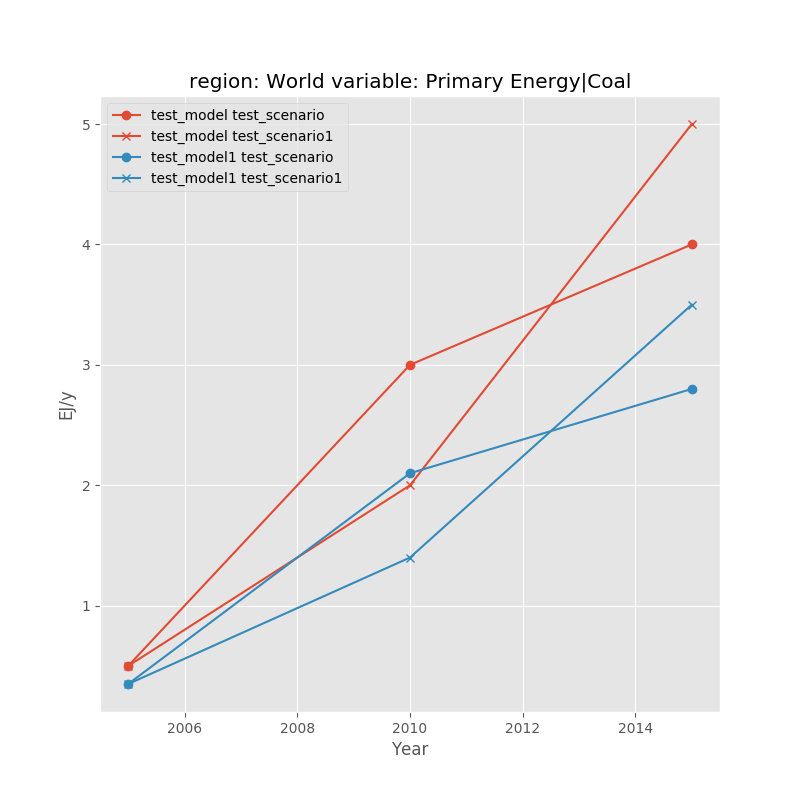 region: World variable: Primary Energy|Coal
test_model test_scenario
test_model test_scenario1
test_model1 test_scenario
test_model1 test_scenario1
5
4
3
2
1
EJ/y
2006 2008 2010 2012 2014
Year